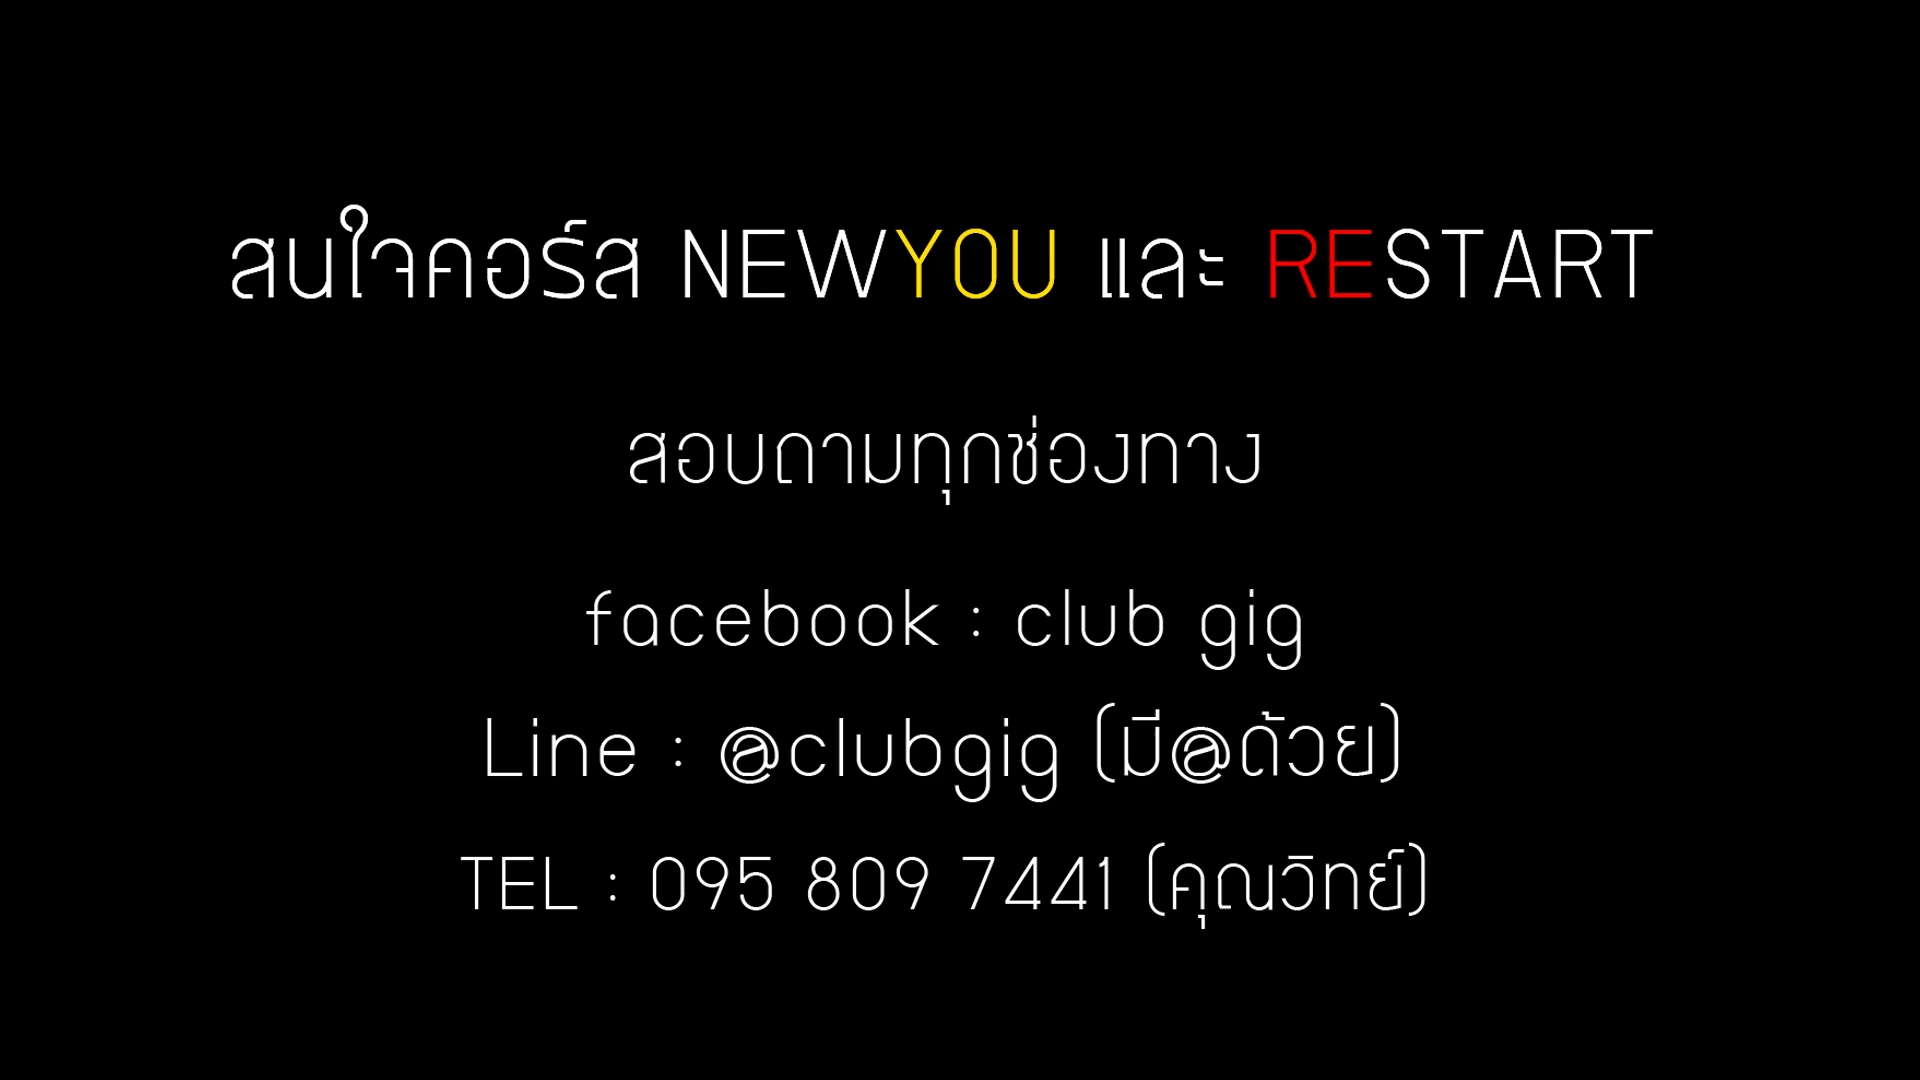 สนใจคอร์ส NEWYOU และ RESTART
สอบถามทุกช่องทาง
facebook : club gig
Line : @clubgig (มี@ด้วย)
TEL : 095 809 7441 (คุณวิทย์)